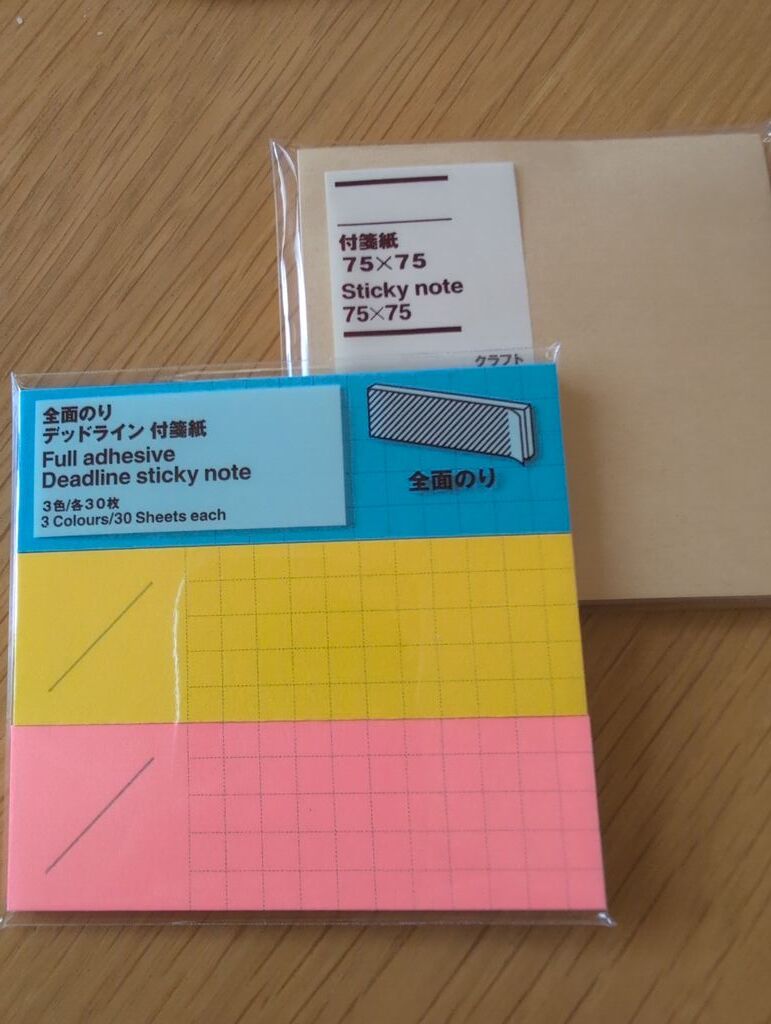 付箋紙
75×75
Sticky note
75×75
クラフト
全面のり
デッドライン 付箋紙
Full adhesive
Deadline sticky note
3色/各30枚
3 Colours/30 Sheets each
全面のり